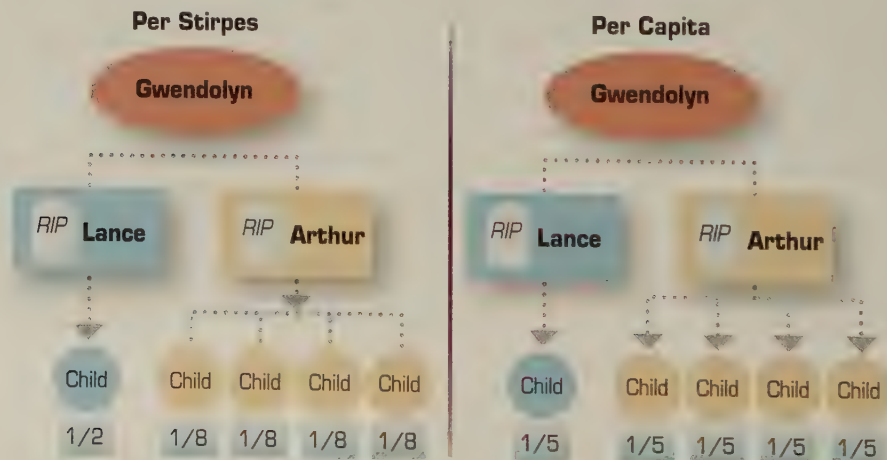 Per Stirpes
Gwendolyn
RIP Lance
RIP Arthur
Child Child Child Child Child
1/2 1/8 1/8 1/8 1/8
Per Capita
Gwendolyn
RIP Lance
RIP Arthur
Child Child Child Child Child
1/5 1/5 1/5 1/5 1/5